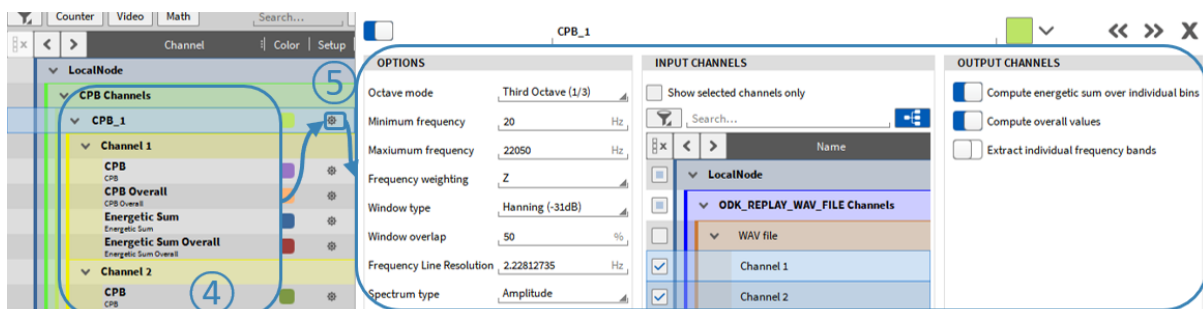 Counter Video Math Search...
Channel Color Setup
LocalNode
CPB Channels
CPB_1
Channel 1
CPB
CPB
CPB Overall
CPB Overall
Energetic Sum
Energetic Sum
Energetic Sum Overall
Energetic Sum Overall
Channel 2
CPB
CPB
④
⑤
CPB_1
X
OPTIONS
Octave mode Third Octave (1/3)
Minimum frequency 20 Hz
Maxiumum frequency 22050 Hz
Frequency weighting Z
Window type Hanning (-31dB)
Window overlap 50 %
Frequency Line Resolution 2.22812735 Hz
Spectrum type Amplitude
INPUT CHANNELS
Show selected channels only
Search...
Name
LocalNode
ODK_REPLAY_WAV_FILE Channels
WAV file
Channel 1
Channel 2
OUTPUT CHANNELS
Compute energetic sum over individual bins
Compute overall values
Extract individual frequency bands